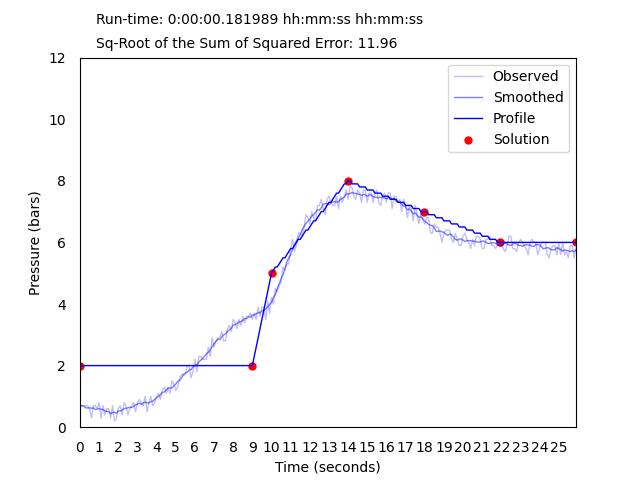 Run-time: 0:00:00.181989 hh:mm:ss hh:mm:ss
Sq-Root of the Sum of Squared Error: 11.96
12
10
8
6
4
2
0
Pressure (bars)
Observed
Smoothed
Profile
Solution
0 1 2 3 4 5 6 7 8 9 10 11 12 13 14 15 16 17 18 19 20 21 22 23 24 25
Time (seconds)